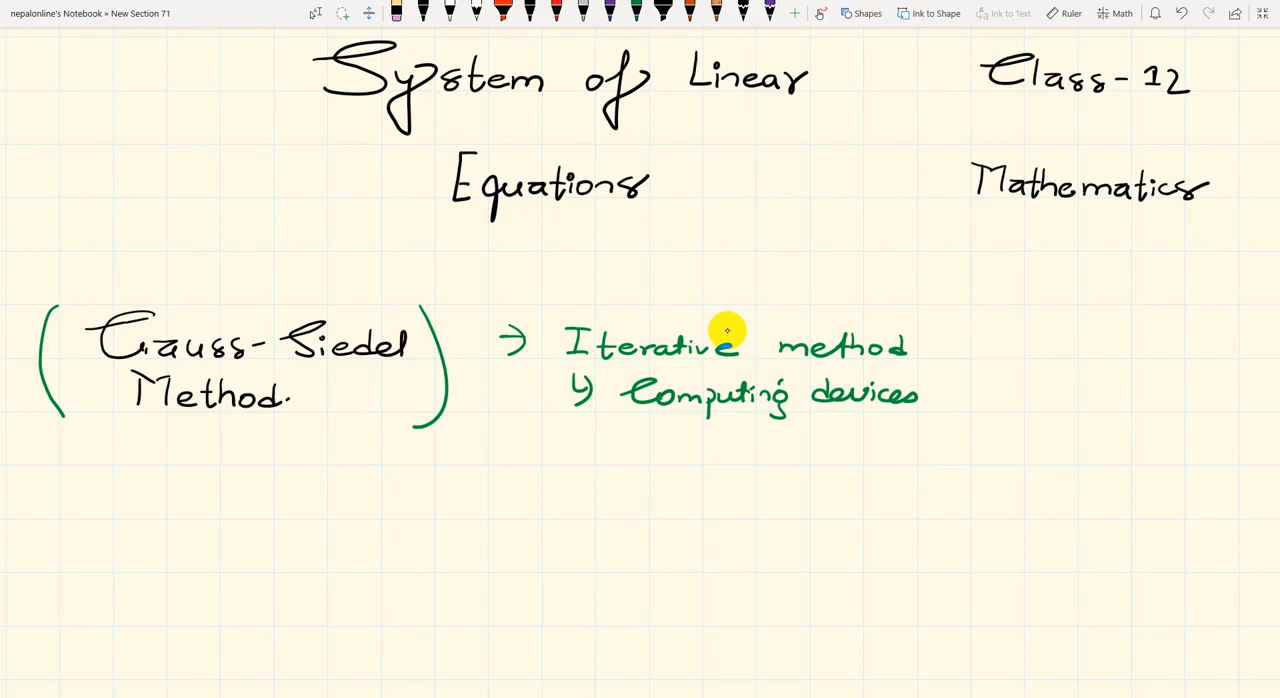 nepalonline's Notebook » New Section 71
Shapes
Ink to Shape
Ink to Text
Ruler
Math
System of Linear
Equations
Class-12
Mathematics
Gauss-Siedel
Method.
→ Iterative method
↳ Computing devices